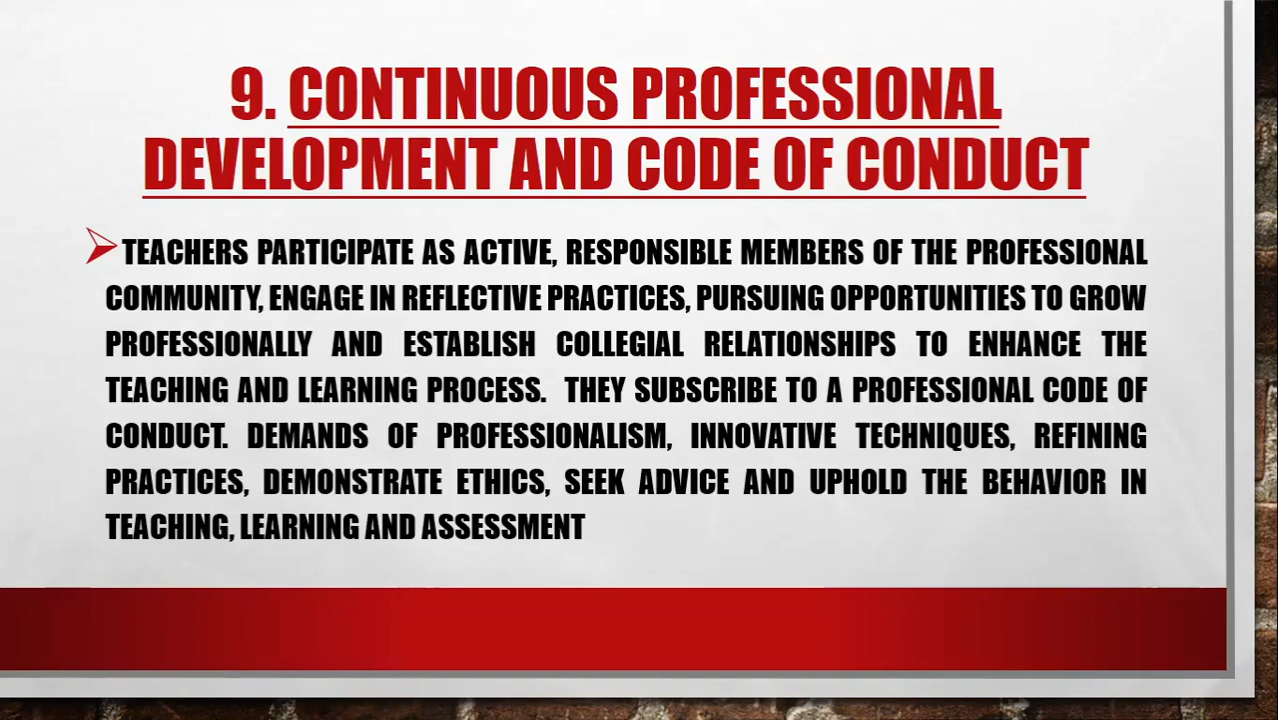 9. CONTINUOUS PROFESSIONAL
DEVELOPMENT AND CODE OF CONDUCT
TEACHERS PARTICIPATE AS ACTIVE, RESPONSIBLE MEMBERS OF THE PROFESSIONAL
COMMUNITY, ENGAGE IN REFLECTIVE PRACTICES, PURSUING OPPORTUNITIES TO GROW
PROFESSIONALLY AND ESTABLISH COLLEGIAL RELATIONSHIPS TO ENHANCE THE
TEACHING AND LEARNING PROCESS. THEY SUBSCRIBE TO A PROFESSIONAL CODE OF
CONDUCT. DEMANDS OF PROFESSIONALISM, INNOVATIVE TECHNIQUES, REFINING
PRACTICES, DEMONSTRATE ETHICS, SEEK ADVICE AND UPHOLD THE BEHAVIOR IN
TEACHING, LEARNING AND ASSESSMENT